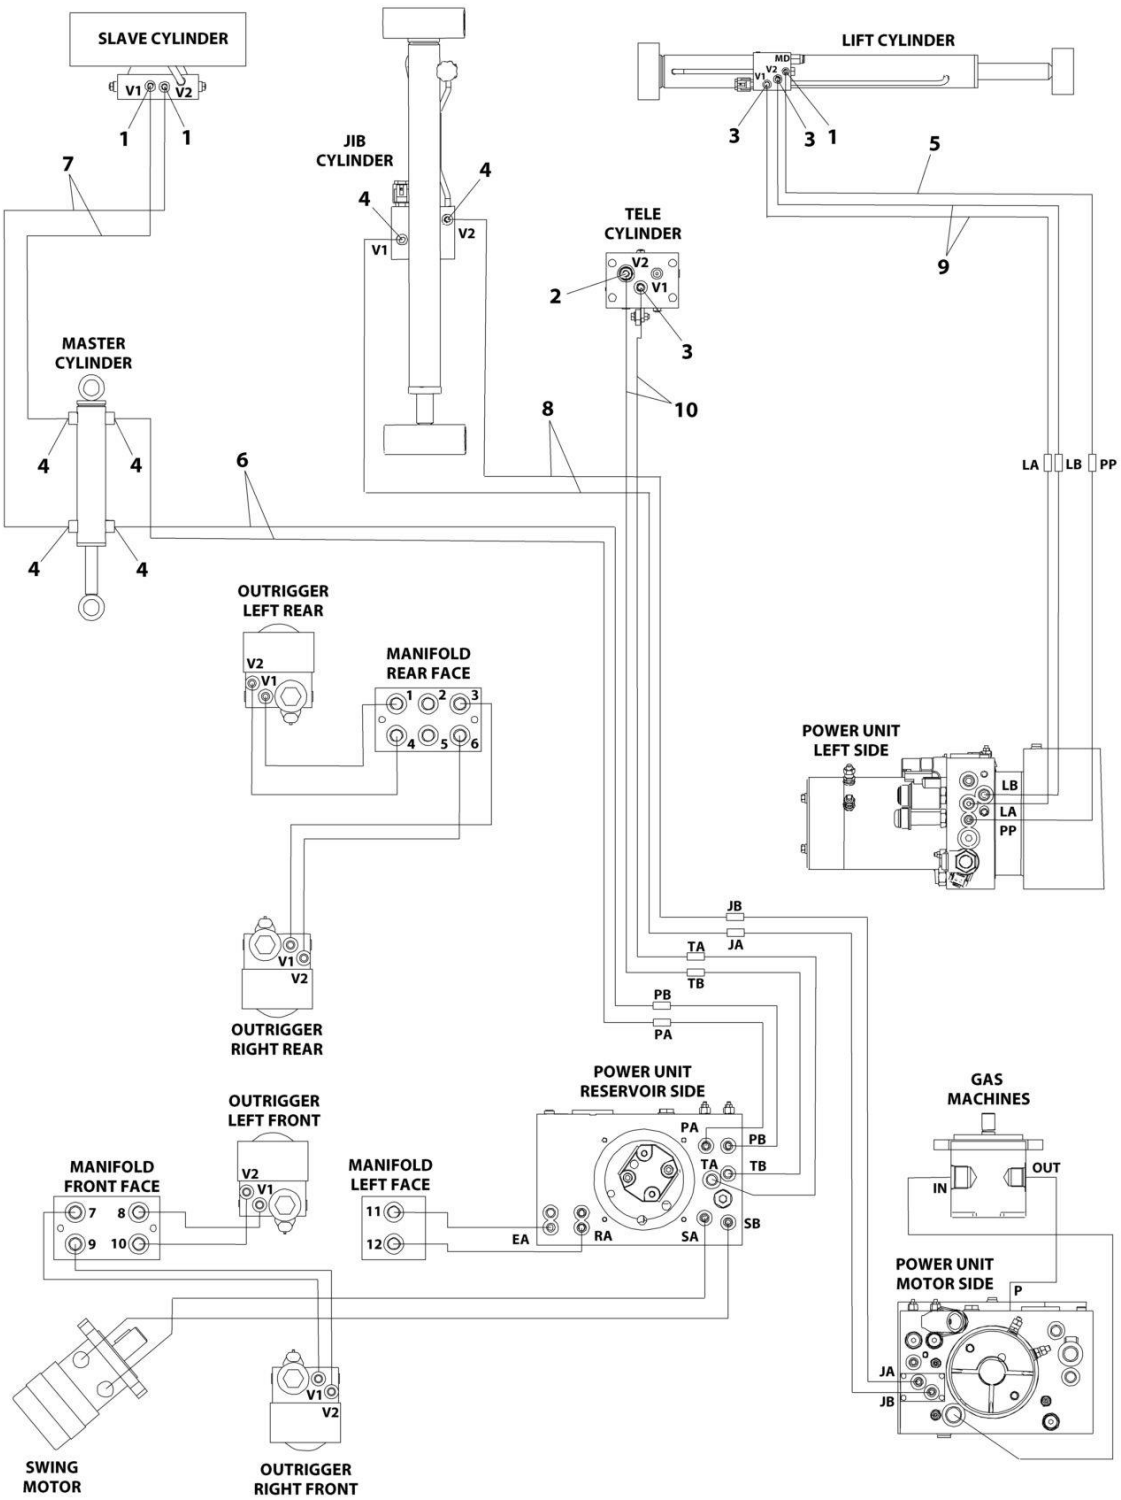 SLAVE CYLINDER
V1
V2
1
1
7
JIB
CYLINDER
4
4
V1
V2
LIFT CYLINDER
MD
V2
V1
3
3
1
5
9
TELE
CYLINDER
V2
V1
2
3
10
MASTER
CYLINDER
4
4
4
4
6
8
LA
LB
PP
OUTRIGGER
LEFT REAR
V2
V1
MANIFOLD
REAR FACE
1
2
3
4
5
6
POWER UNIT
LEFT SIDE
LB
LA
PP
V1
V2
OUTRIGGER
RIGHT REAR
JB
JA
TA
TB
PB
PA
POWER UNIT
RESERVOIR SIDE
PA
PB
TA
TB
EA
RA
SA
SB
GAS
MACHINES
IN
OUT
OUTRIGGER
LEFT FRONT
V2
V1
MANIFOLD
FRONT FACE
7
8
9
10
MANIFOLD
LEFT FACE
11
12
POWER UNIT
MOTOR SIDE
P
JA
JB
SWING
MOTOR
V1
V2
OUTRIGGER
RIGHT FRONT